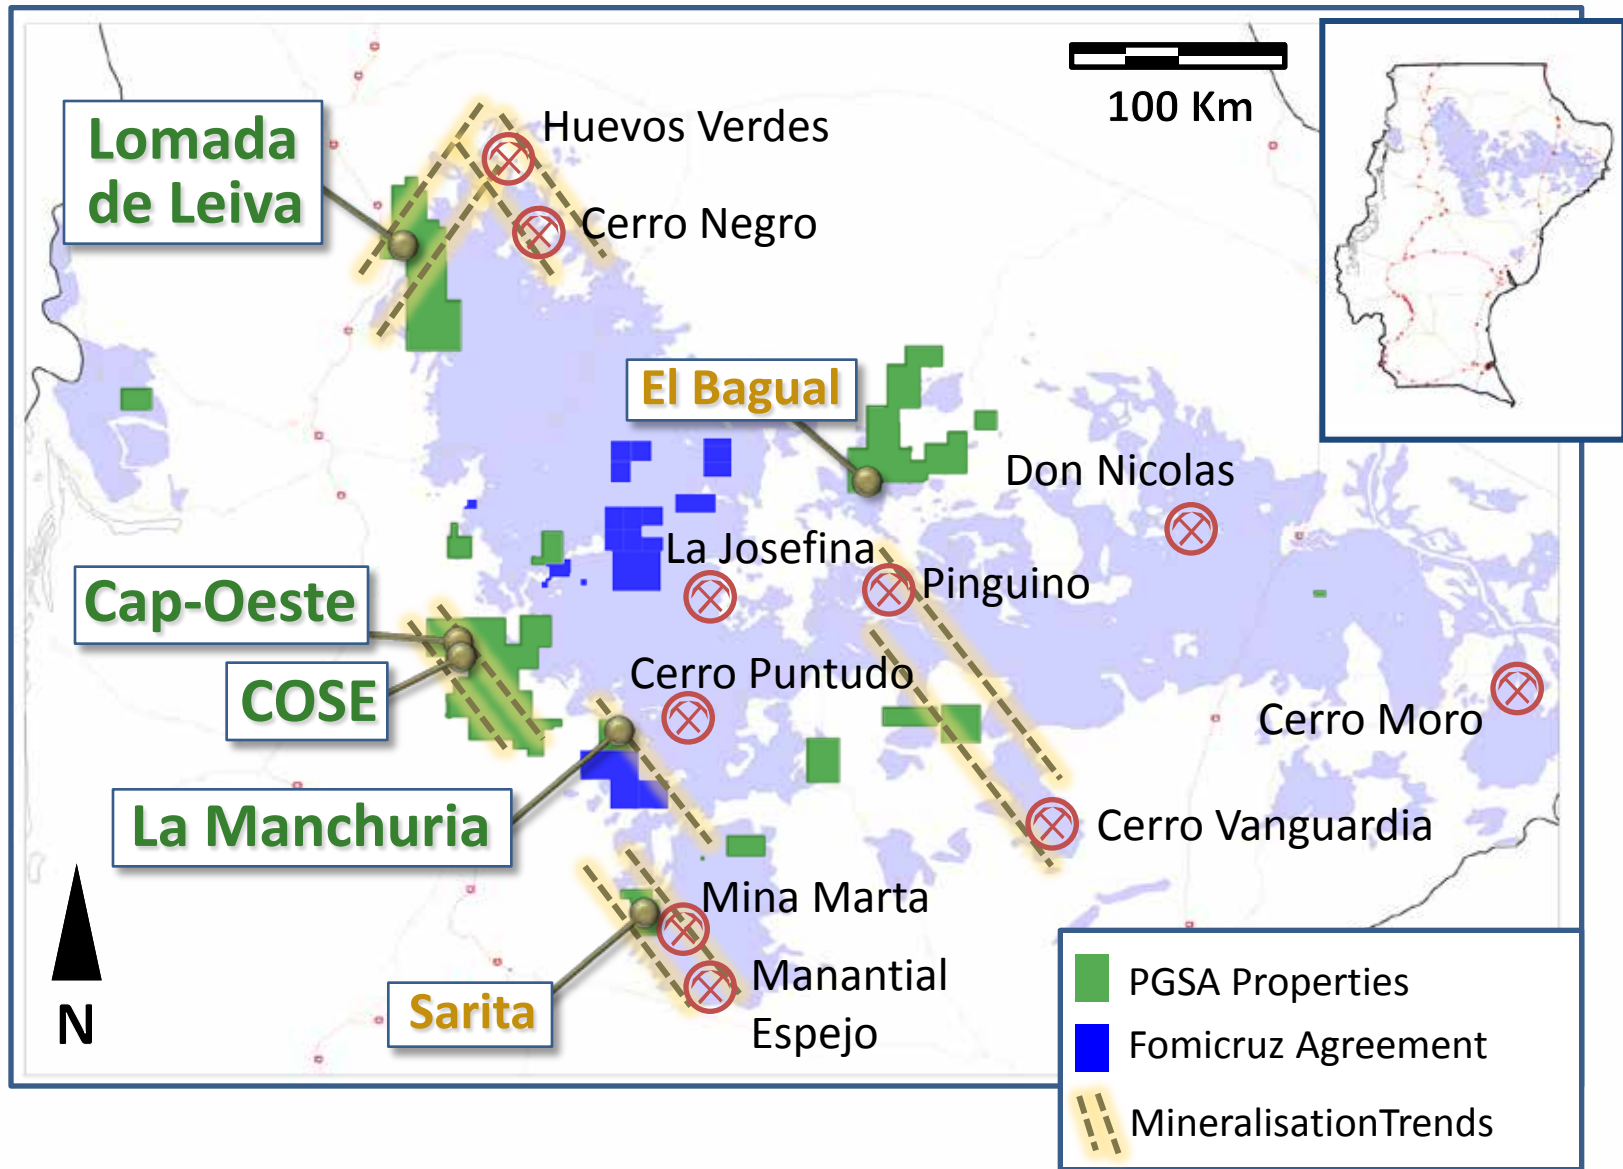 100 Km
Huevos Verdes
Lomada
de Leiva
Cerro Negro
El Bagual
Don Nicolas
La Josefina
Pinguino
Cap-Oeste
COSE
Cerro Puntudo
Cerro Moro
La Manchuria
Cerro Vanguardia
Mina Marta
Manantial
Espejo
Sarita
N
PGSA Properties
Fomicruz Agreement
MineralisationTrends